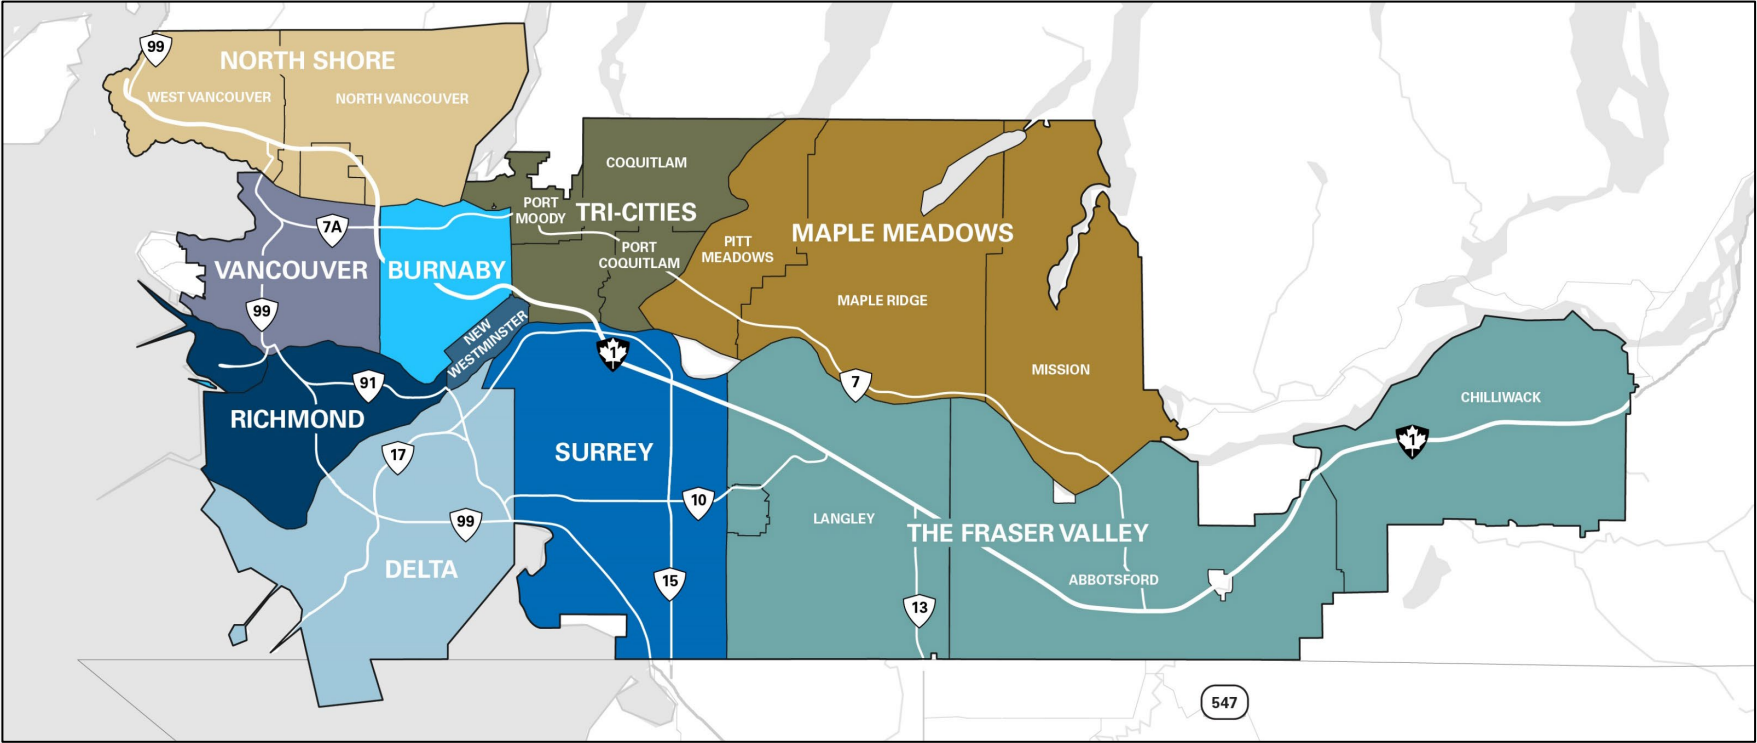 99
NORTH SHORE
WEST VANCOUVER
NORTH VANCOUVER
COQUITLAM
PORT
MOODY
TRI-CITIES
7A
PORT
COQUITLAM
PITT
MEADOWS
MAPLE MEADOWS
VANCOUVER
BURNABY
99
MAPLE RIDGE
NEW
WESTMINSTER
1
MISSION
91
7
RICHMOND
CHILLIWACK
1
17
SURREY
10
99
LANGLEY
THE FRASER VALLEY
DELTA
15
ABBOTSFORD
13
547